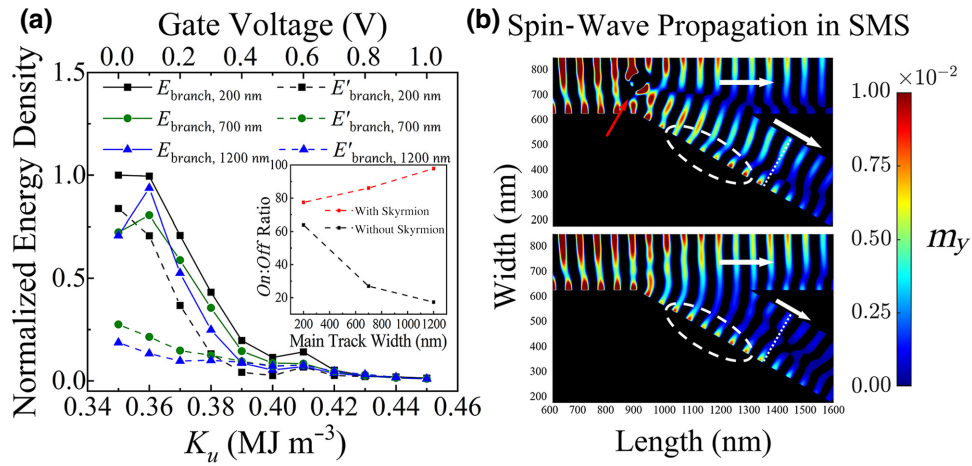 (a)
Gate Voltage (V)
0.0 0.2 0.4 0.6 0.8 1.0
Normalized Energy Density
1.5
1.0
0.5
0.0
E_branch, 200 nm
E'_branch, 200 nm
E_branch, 700 nm
E'_branch, 700 nm
E_branch, 1200 nm
E'_branch, 1200 nm
On:Off Ratio
100
80
60
40
20
With Skyrmion
Without Skyrmion
200 400 600 800 1000 1200
Main Track Width (nm)
0.34 0.36 0.38 0.40 0.42 0.44 0.46
K_u (MJ m⁻³)
(b) Spin-Wave Propagation in SMS
Width (nm)
800
700
600
500
400
300
200
800
700
600
500
400
300
200
600 700 800 900 1000 1100 1200 1300 1400 1500 1600
Length (nm)
×10⁻²
1.00
0.75
0.50
0.25
0.00
m_y